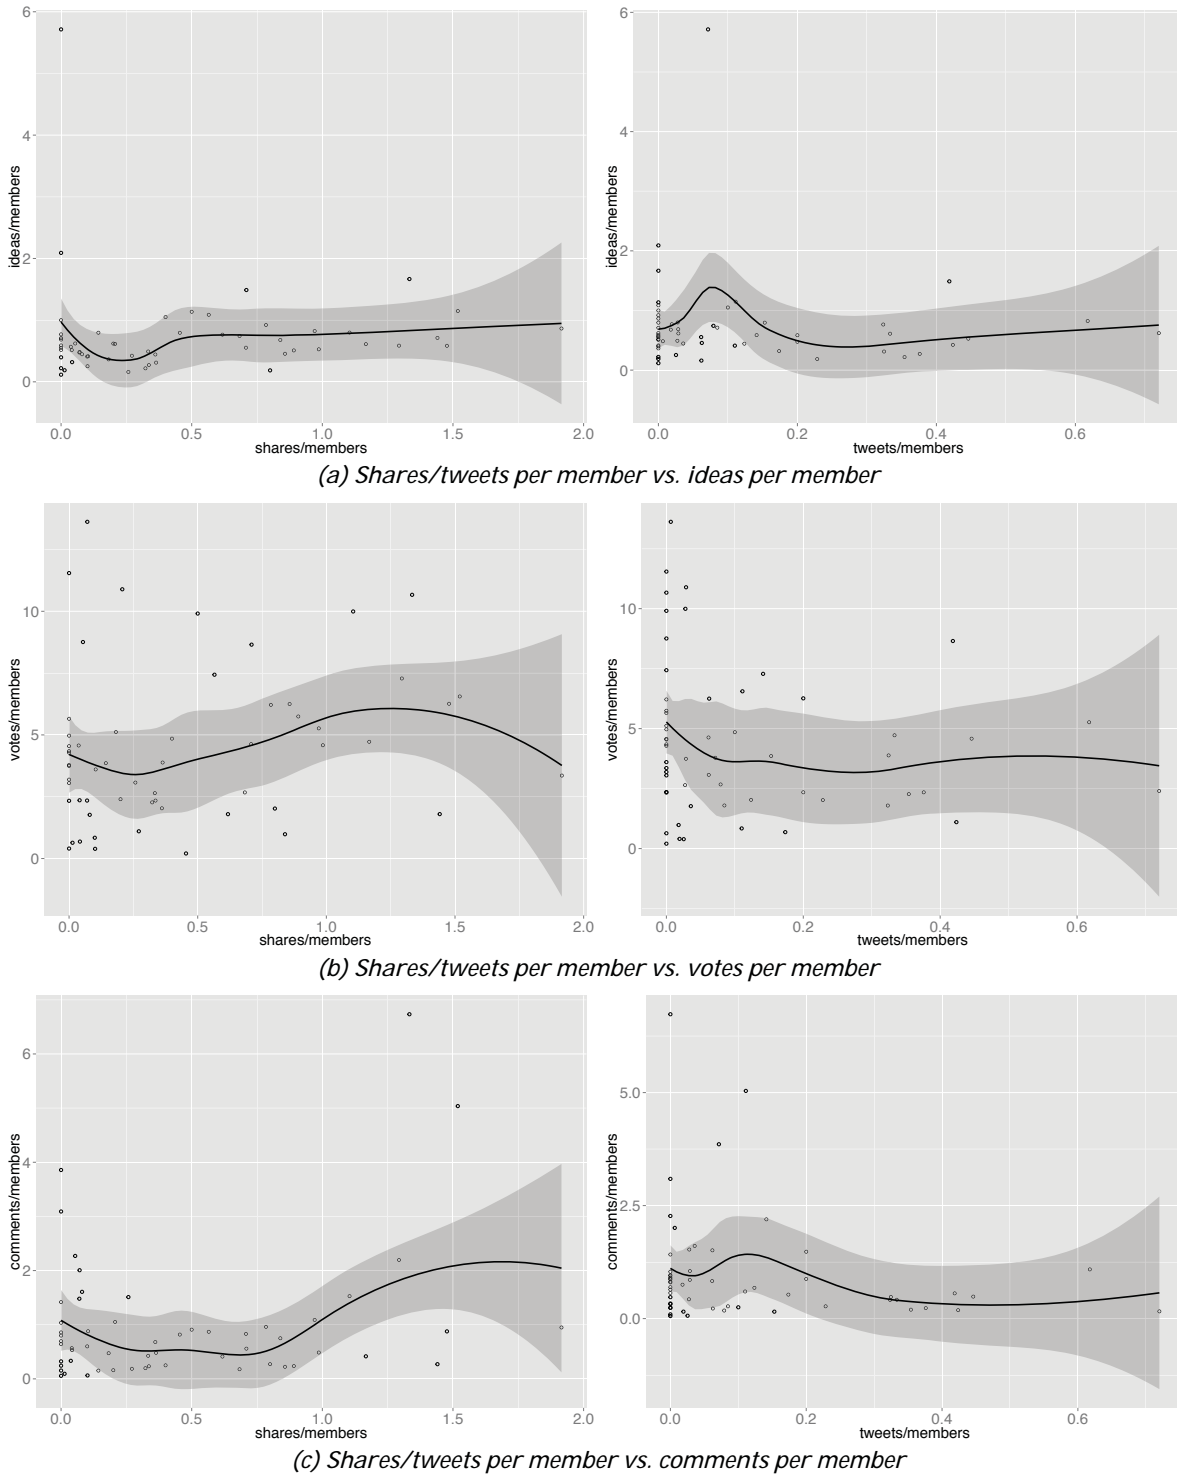 6
4
2
0
ideas/members
0.0 0.5 1.0 1.5 2.0
shares/members
6
4
2
0
ideas/members
0.0 0.2 0.4 0.6
tweets/members
(a) Shares/tweets per member vs. ideas per member
10
5
0
votes/members
0.0 0.5 1.0 1.5 2.0
shares/members
10
5
0
votes/members
0.0 0.2 0.4 0.6
tweets/members
(b) Shares/tweets per member vs. votes per member
6
4
2
0
comments/members
0.0 0.5 1.0 1.5 2.0
shares/members
5.0
2.5
0.0
comments/members
0.0 0.2 0.4 0.6
tweets/members
(c) Shares/tweets per member vs. comments per member